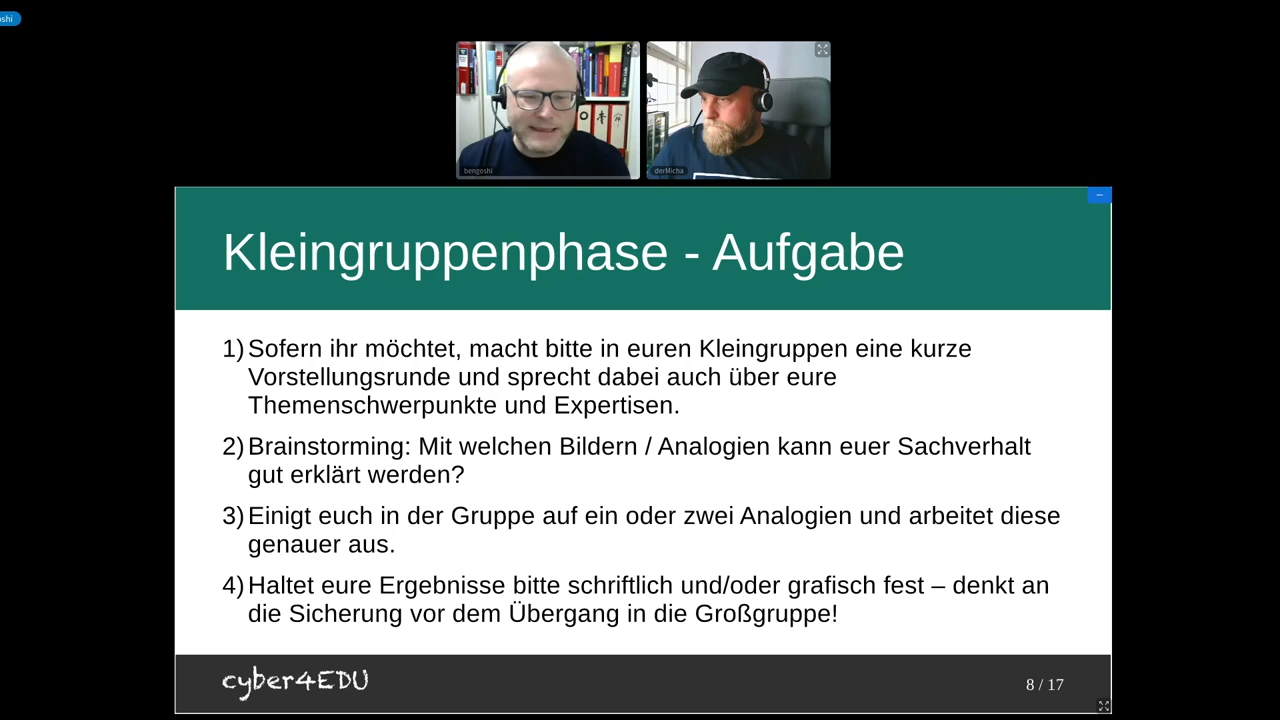 oshi
bengoshi
derMicha
Kleingruppenphase - Aufgabe
1) Sofern ihr möchtet, macht bitte in euren Kleingruppen eine kurze
Vorstellungsrunde und sprecht dabei auch über eure
Themenschwerpunkte und Expertisen.
2) Brainstorming: Mit welchen Bildern / Analogien kann euer Sachverhalt
gut erklärt werden?
3) Einigt euch in der Gruppe auf ein oder zwei Analogien und arbeitet diese
genauer aus.
4) Haltet eure Ergebnisse bitte schriftlich und/oder grafisch fest – denkt an
die Sicherung vor dem Übergang in die Großgruppe!
cyber4EDU
8 / 17